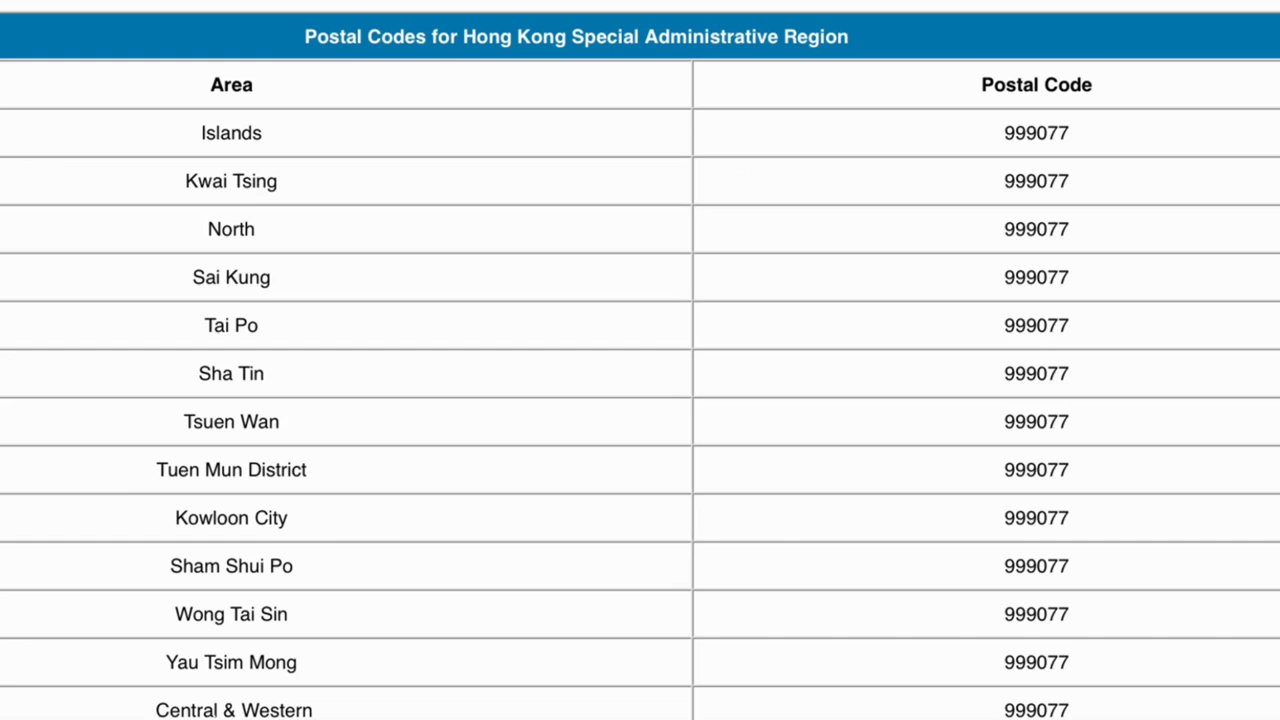 Postal Codes for Hong Kong Special Administrative Region
Area Postal Code
Islands 999077
Kwai Tsing 999077
North 999077
Sai Kung 999077
Tai Po 999077
Sha Tin 999077
Tsuen Wan 999077
Tuen Mun District 999077
Kowloon City 999077
Sham Shui Po 999077
Wong Tai Sin 999077
Yau Tsim Mong 999077
Central & Western 999077